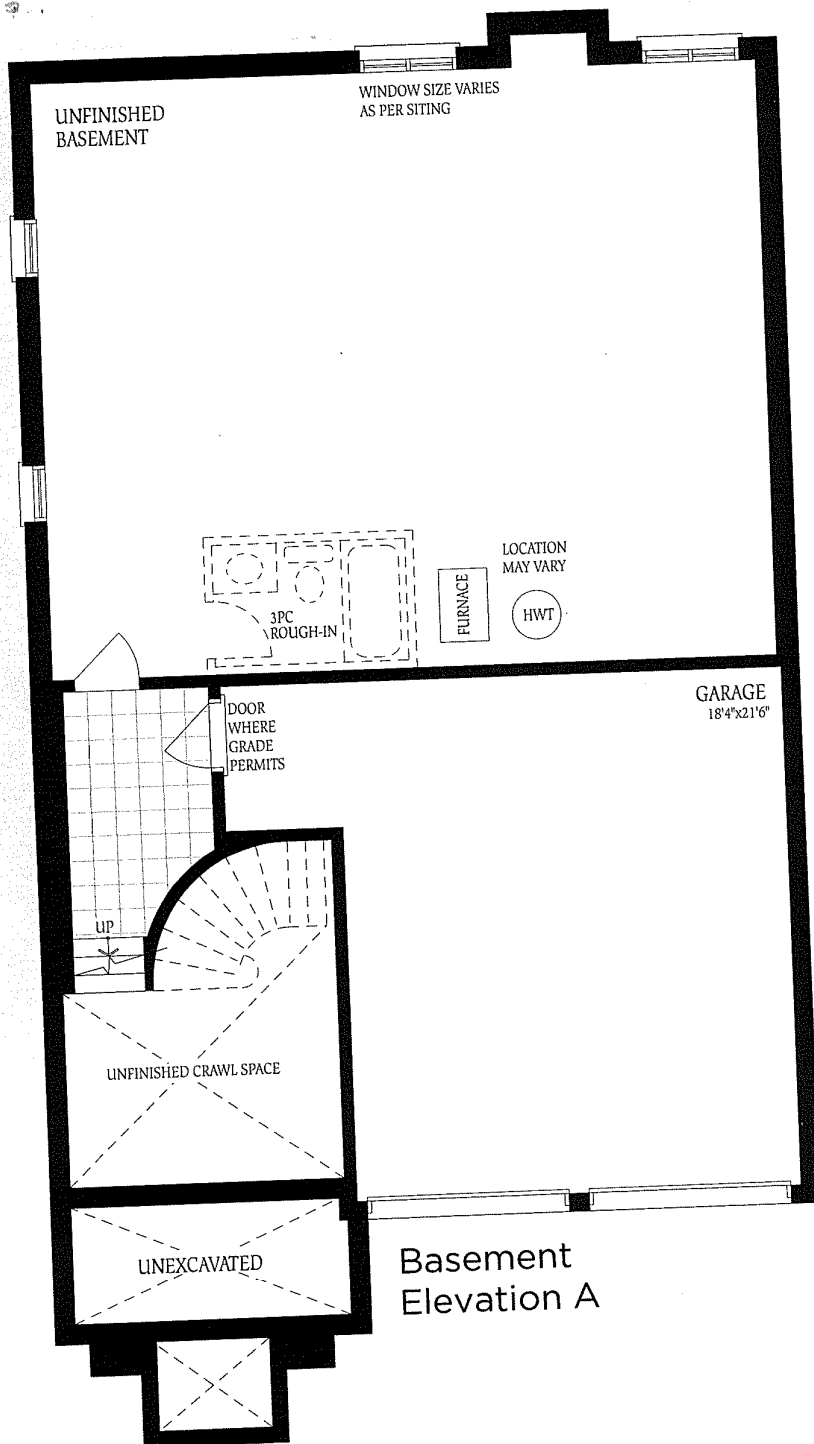 UNFINISHED
BASEMENT
WINDOW SIZE VARIES
AS PER SITING
3PC
ROUGH-IN
FURNACE
LOCATION
MAY VARY
HWT
GARAGE
18'4"x21'6"
DOOR
WHERE
GRADE
PERMITS
UP
UNFINISHED CRAWL SPACE
UNEXCAVATED
Basement
Elevation A